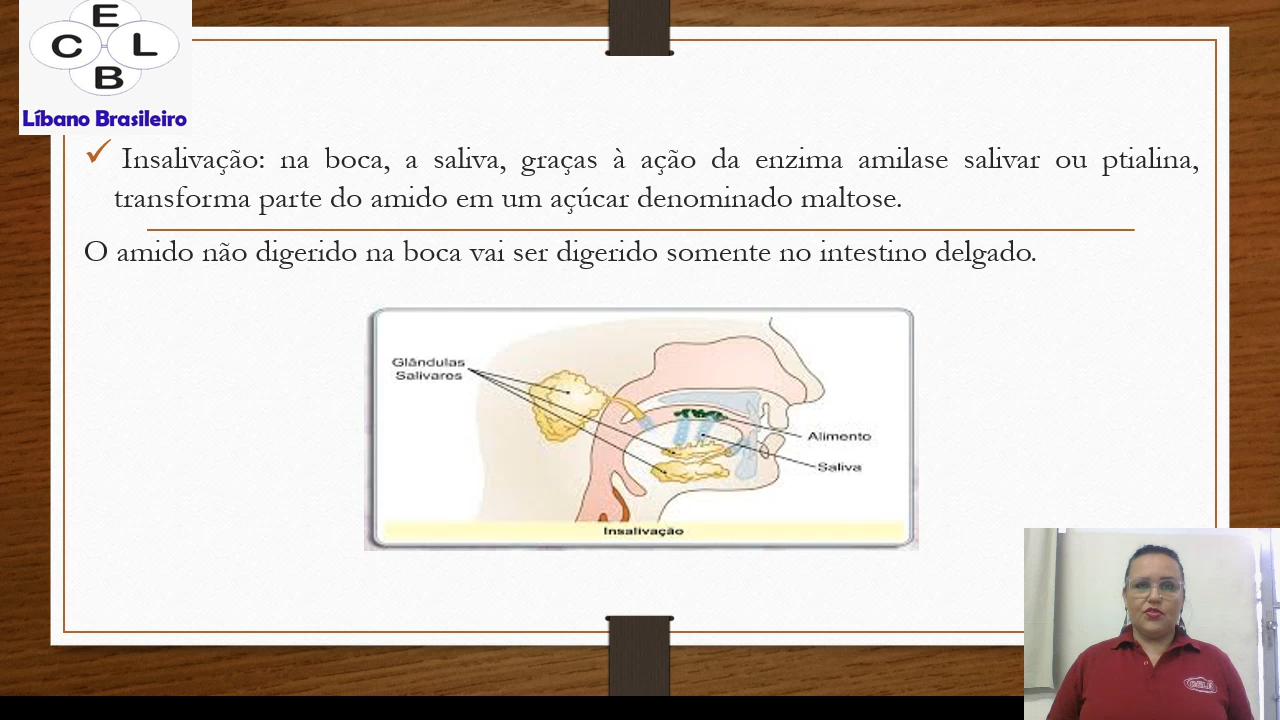 E
C L
B
Líbano Brasileiro
Insalivação: na boca, a saliva, graças à ação da enzima amilase salivar ou ptialina,
transforma parte do amido em um açúcar denominado maltose.
O amido não digerido na boca vai ser digerido somente no intestino delgado.
Glândulas
Salivares
Alimento
Saliva
Insalivação